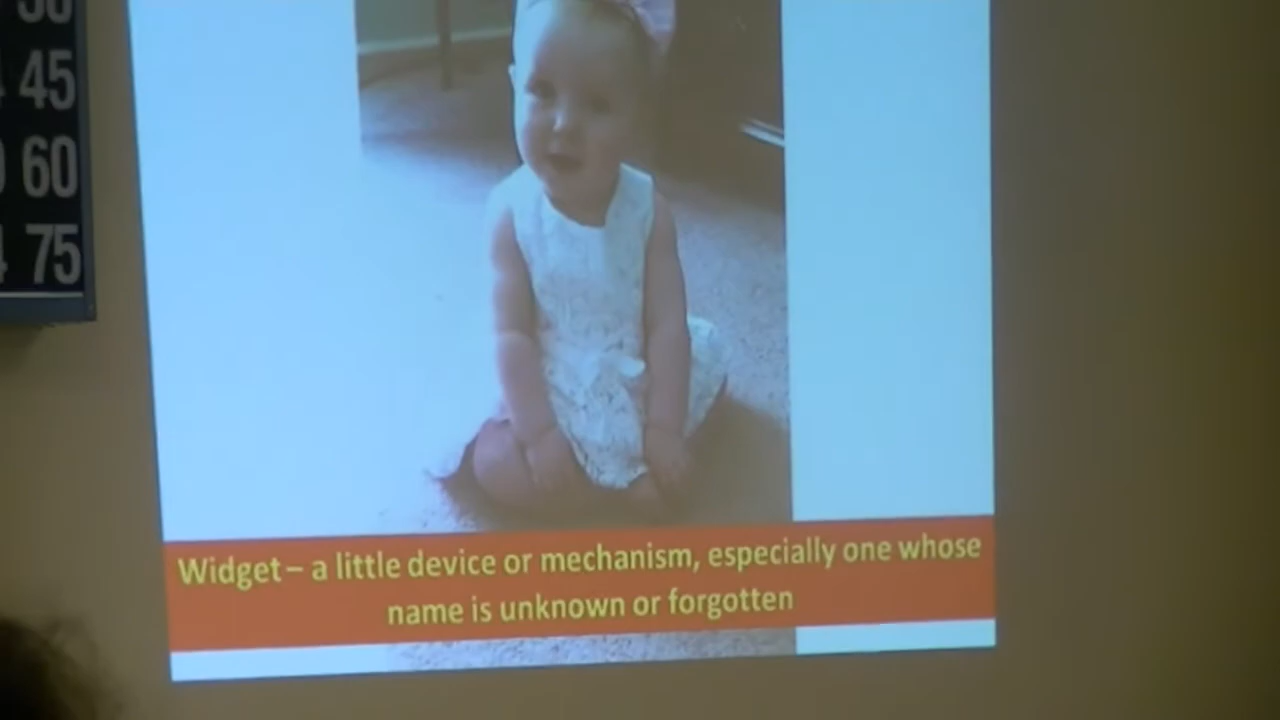 45
60
75
Widget – a little device or mechanism, especially one whose
name is unknown or forgotten